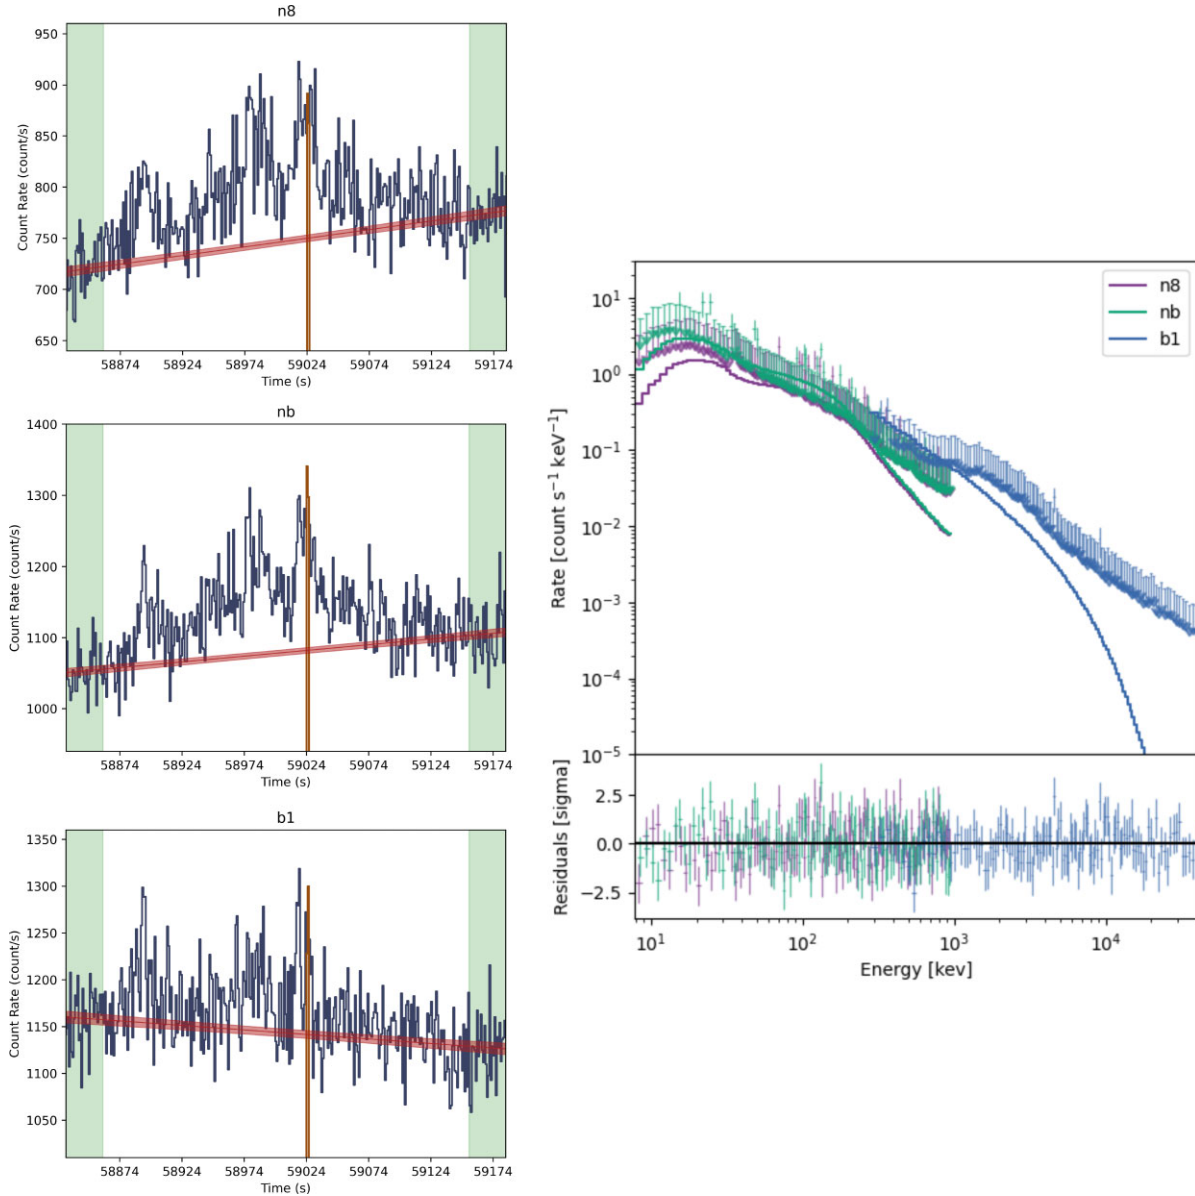 n8
Count Rate (count/s)
950
900
850
800
750
700
650
58874 58924 58974 59024 59074 59124 59174
Time (s)
nb
Count Rate (count/s)
1400
1300
1200
1100
1000
58874 58924 58974 59024 59074 59124 59174
Time (s)
b1
Count Rate (count/s)
1350
1300
1250
1200
1150
1100
1050
58874 58924 58974 59024 59074 59124 59174
Time (s)
n8
nb
b1
Rate [count s⁻¹ keV⁻¹]
10¹
10⁰
10⁻¹
10⁻²
10⁻³
10⁻⁴
10⁻⁵
Residuals [sigma]
2.5
0.0
−2.5
10¹ 10² 10³ 10⁴
Energy [kev]